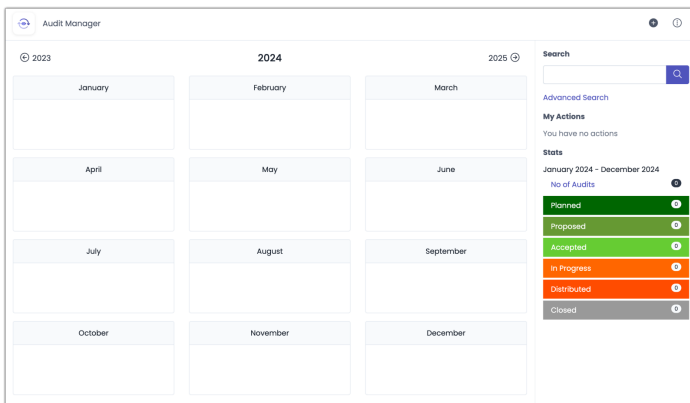 Audit Manager
2023
2024
2025
January
February
March
April
May
June
July
August
September
October
November
December
Search
Advanced Search
My Actions
You have no actions
Stats
January 2024 - December 2024
No of Audits 0
Planned 0
Proposed 0
Accepted 0
In Progress 0
Distributed 0
Closed 0